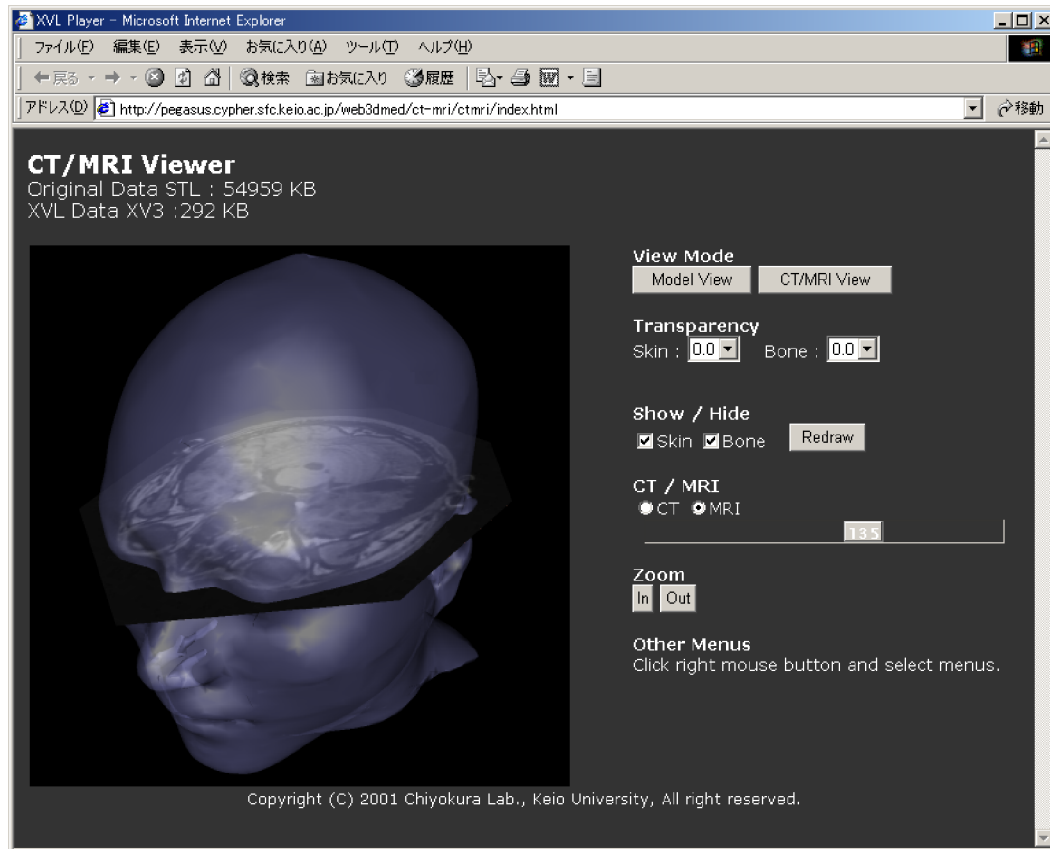 XVL Player - Microsoft Internet Explorer
ファイル(F) 編集(E) 表示(V) お気に入り(A) ツール(T) ヘルプ(H)
戻る 検索 お気に入り 履歴
アドレス(D) http://pegasus.cypher.sfc.keio.ac.jp/web3dmed/ct-mri/ctmri/index.html 移動
CT/MRI Viewer
Original Data STL : 54959 KB
XVL Data XV3 :292 KB
View Mode
Model View CT/MRI View
Transparency
Skin : 0.0 Bone : 0.0
Show / Hide
Skin Bone Redraw
CT / MRI
CT MRI
135
Zoom
In Out
Other Menus
Click right mouse button and select menus.
Copyright (C) 2001 Chiyokura Lab., Keio University, All right reserved.